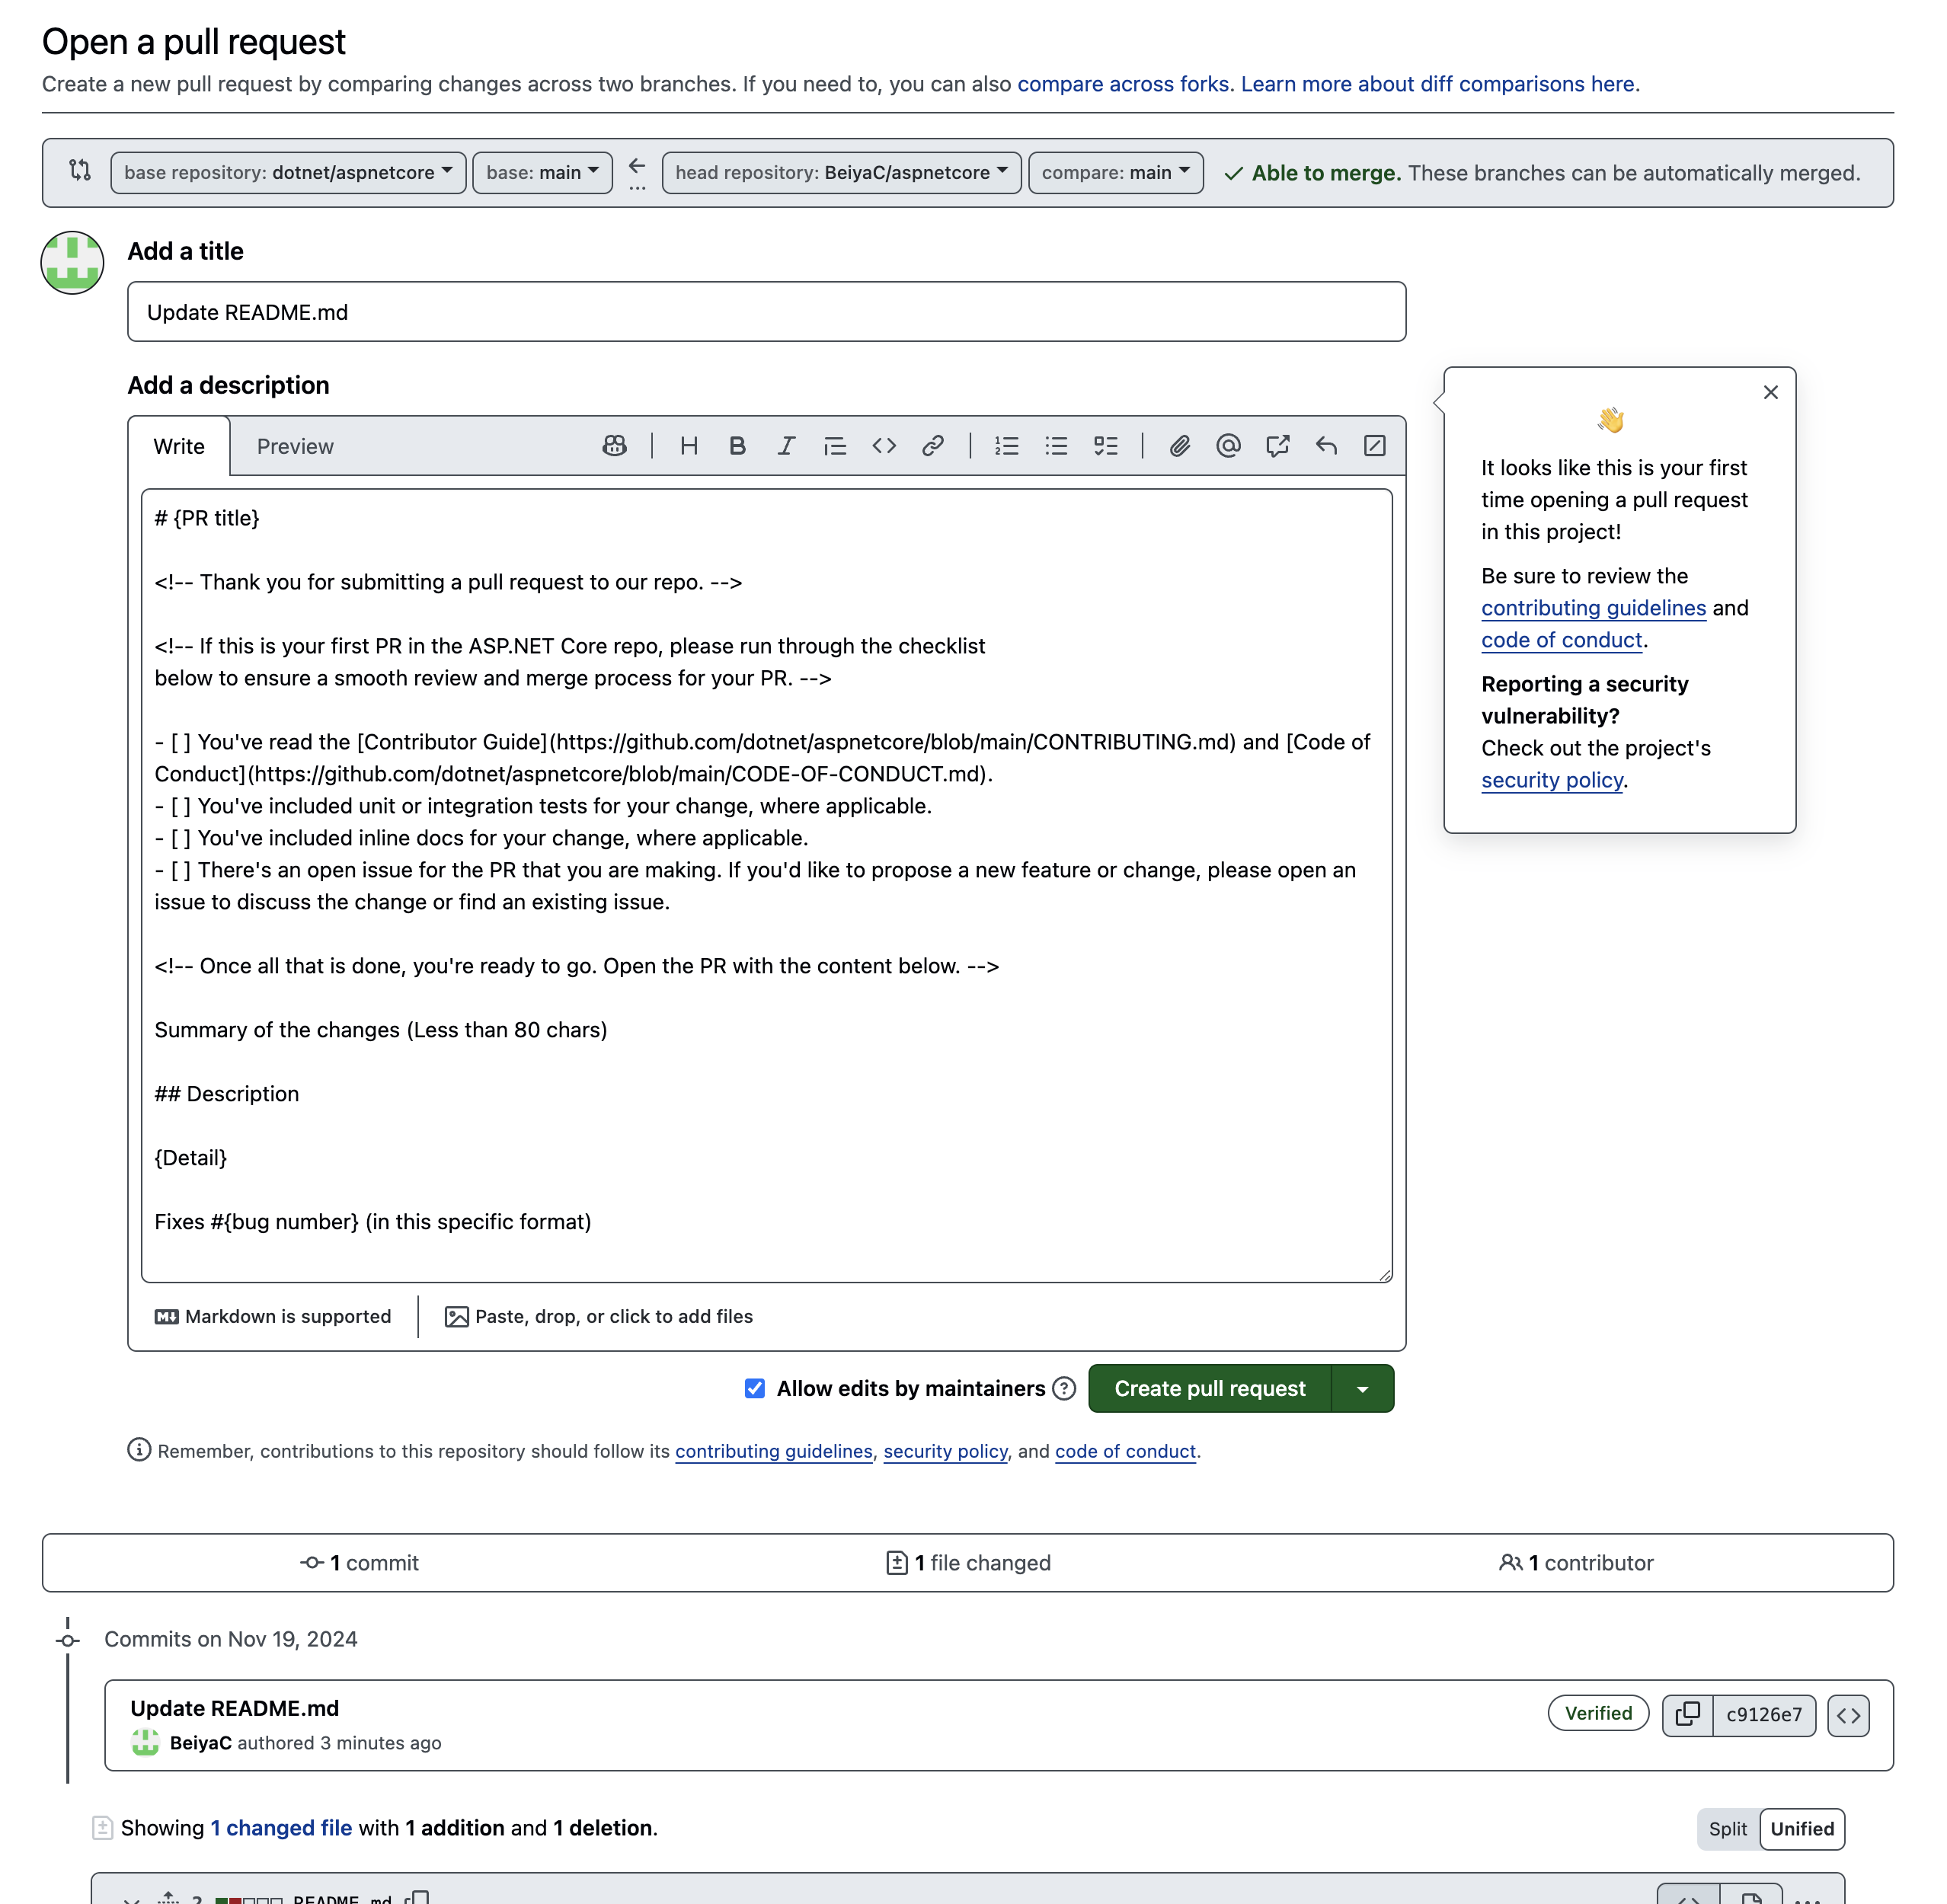 Open a pull request
Create a new pull request by comparing changes across two branches. If you need to, you can also compare across forks. Learn more about diff comparisons here.
base repository: dotnet/aspnetcore base: main ... head repository: BeiyaC/aspnetcore compare: main Able to merge. These branches can be automatically merged.
Add a title
Update README.md
Add a description
Write Preview
# {PR title}
<!-- Thank you for submitting a pull request to our repo. -->
<!-- If this is your first PR in the ASP.NET Core repo, please run through the checklist
below to ensure a smooth review and merge process for your PR. -->
- [ ] You've read the [Contributor Guide](https://github.com/dotnet/aspnetcore/blob/main/CONTRIBUTING.md) and [Code of
Conduct](https://github.com/dotnet/aspnetcore/blob/main/CODE-OF-CONDUCT.md).
- [ ] You've included unit or integration tests for your change, where applicable.
- [ ] You've included inline docs for your change, where applicable.
- [ ] There's an open issue for the PR that you are making. If you'd like to propose a new feature or change, please open an
issue to discuss the change or find an existing issue.
<!-- Once all that is done, you're ready to go. Open the PR with the content below. -->
Summary of the changes (Less than 80 chars)
## Description
{Detail}
Fixes #{bug number} (in this specific format)
Markdown is supported
Paste, drop, or click to add files
It looks like this is your first
time opening a pull request
in this project!
Be sure to review the
contributing guidelines and
code of conduct.
Reporting a security
vulnerability?
Check out the project's
security policy.
Allow edits by maintainers Create pull request
Remember, contributions to this repository should follow its contributing guidelines, security policy, and code of conduct.
1 commit 1 file changed 1 contributor
Commits on Nov 19, 2024
Update README.md
BeiyaC authored 3 minutes ago
Verified c9126e7
Showing 1 changed file with 1 addition and 1 deletion.
Split Unified
2 README.md